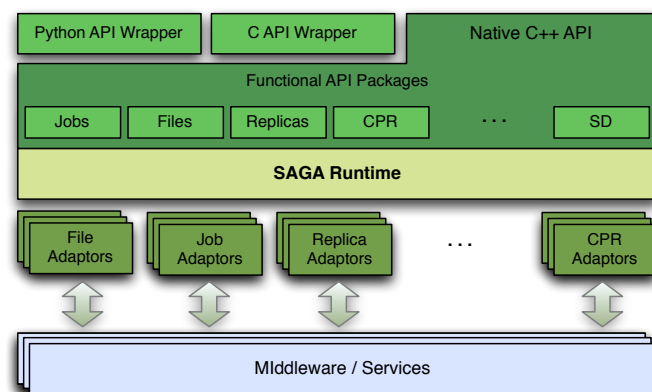 Python API Wrapper
C API Wrapper
Native C++ API
Functional API Packages
Jobs
Files
Replicas
CPR
. . .
SD
SAGA Runtime
File
Adaptors
Job
Adaptors
Replica
Adaptors
. . .
CPR
Adaptors
MIddleware / Services